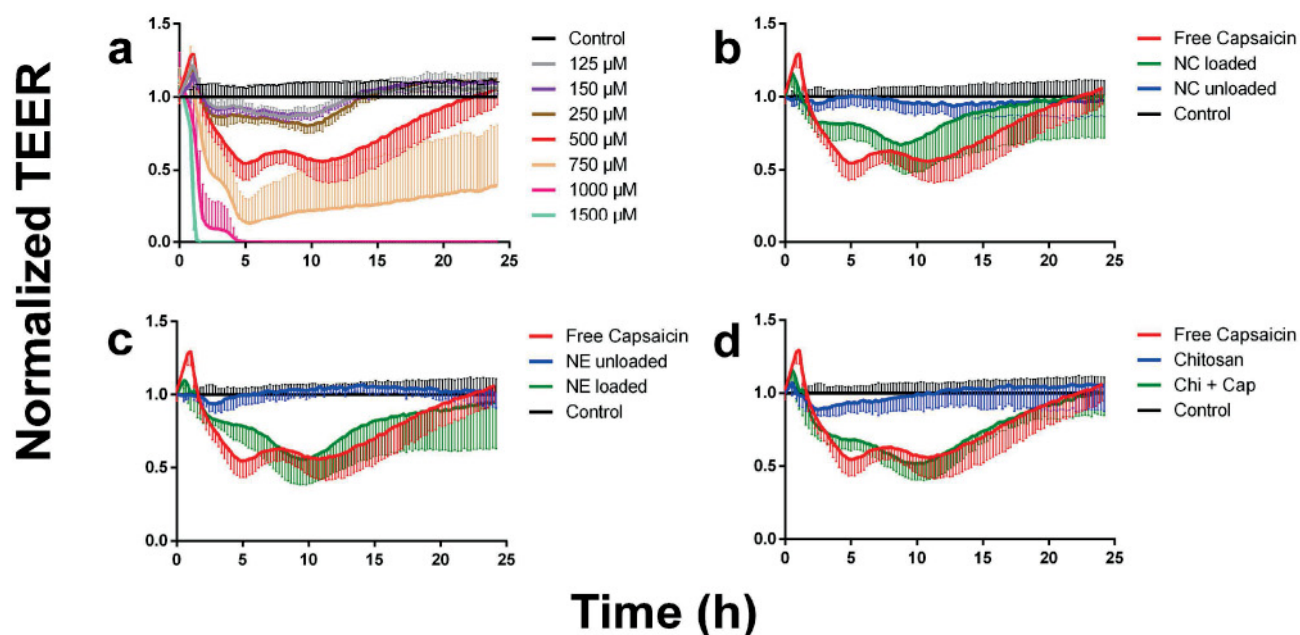 Normalized TEER
a
1.5
1.0
0.5
0.0
0 5 10 15 20 25
Control
125 µM
150 µM
250 µM
500 µM
750 µM
1000 µM
1500 µM
b
1.5
1.0
0.5
0.0
0 5 10 15 20 25
Free Capsaicin
NC loaded
NC unloaded
Control
c
1.5
1.0
0.5
0.0
0 5 10 15 20 25
Free Capsaicin
NE unloaded
NE loaded
Control
d
1.5
1.0
0.5
0.0
0 5 10 15 20 25
Free Capsaicin
Chitosan
Chi + Cap
Control
Time (h)